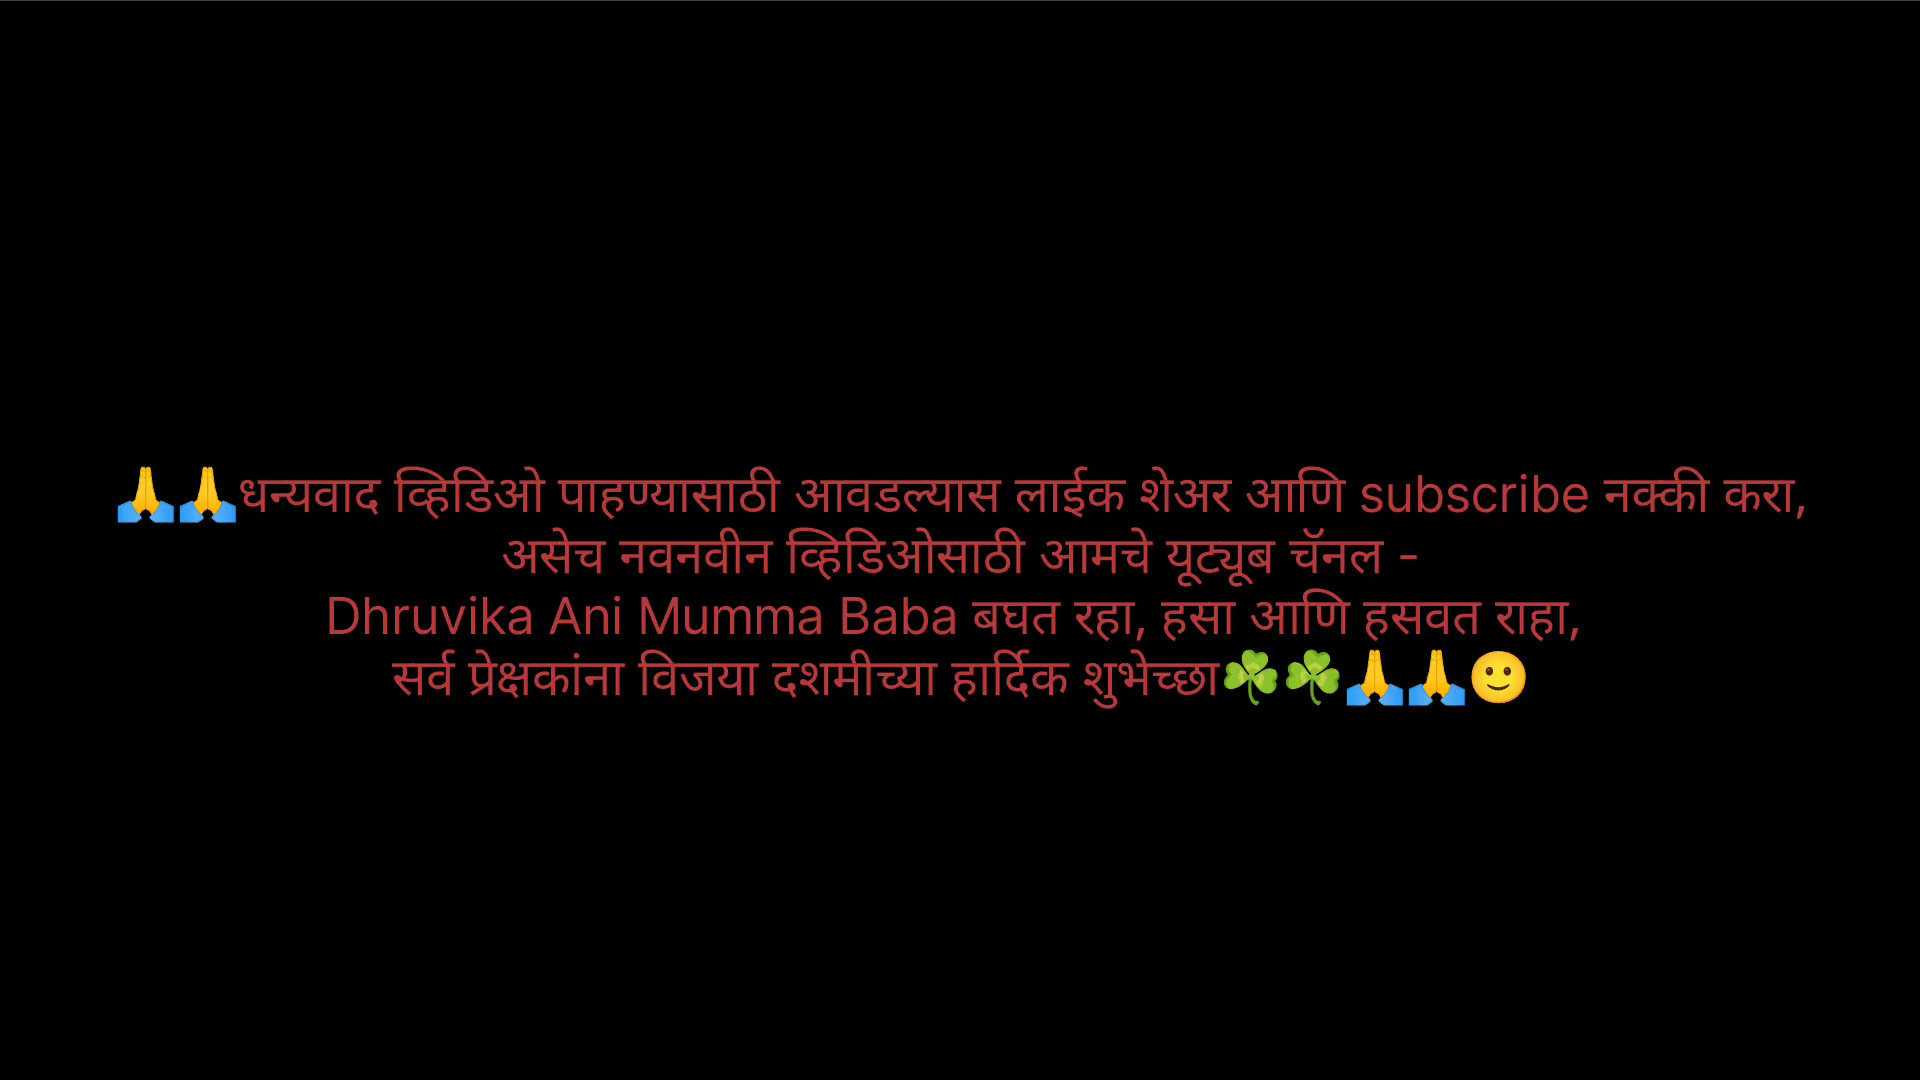 🙏🙏धन्यवाद व्हिडिओ पाहण्यासाठी आवडल्यास लाईक शेअर आणि subscribe नक्की करा,
असेच नवनवीन व्हिडिओसाठी आमचे यूट्यूब चॅनल -
Dhruvika Ani Mumma Baba बघत रहा, हसा आणि हसवत राहा,
सर्व प्रेक्षकांना विजया दशमीच्या हार्दिक शुभेच्छा☘️☘️🙏🙏🙂